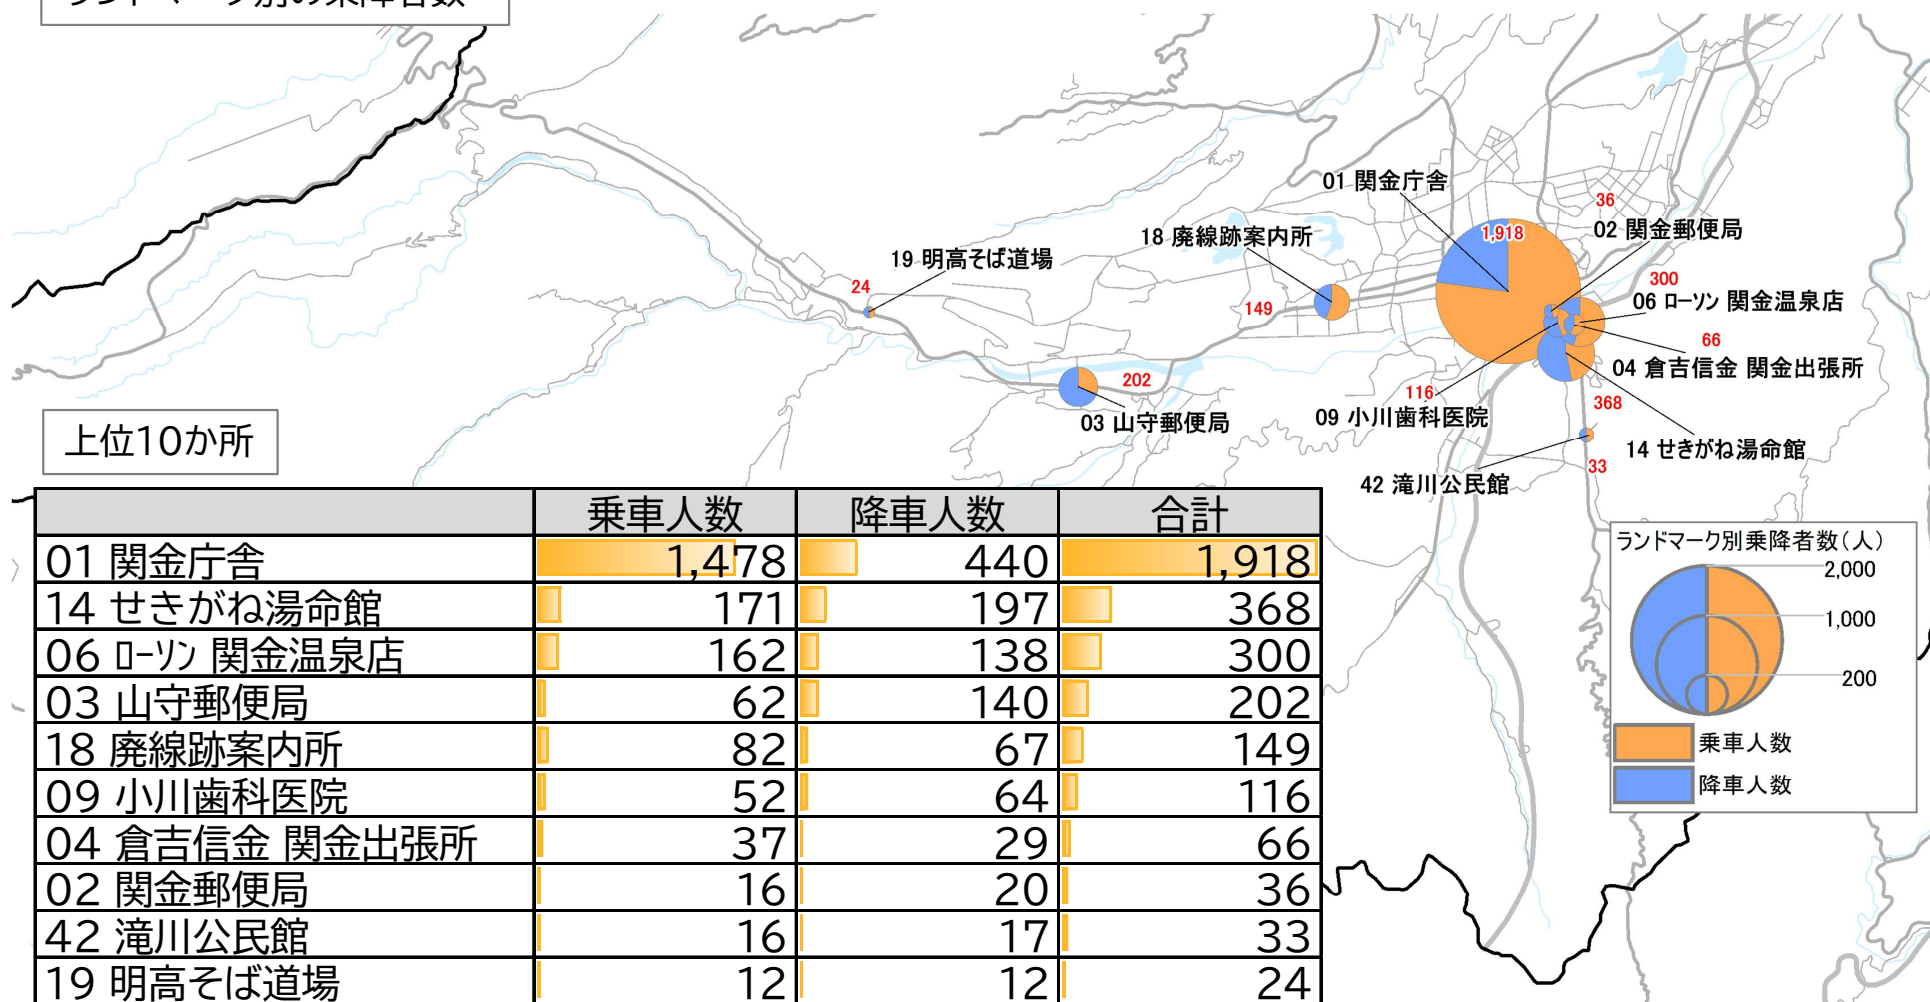 ランドマーク別の乗降者数
01 関金庁舎
1,918
36
02 関金郵便局
18 廃線跡案内所
19 明高そば道場
24
149
300
06 ローソン 関金温泉店
66
04 倉吉信金 関金出張所
202
03 山守郵便局
116
09 小川歯科医院
368
14 せきがね湯命館
33
42 滝川公民館
上位10か所
乗車人数 降車人数 合計
01 関金庁舎 1,478 440 1,918
14 せきがね湯命館 171 197 368
06 ローソン 関金温泉店 162 138 300
03 山守郵便局 62 140 202
18 廃線跡案内所 82 67 149
09 小川歯科医院 52 64 116
04 倉吉信金 関金出張所 37 29 66
02 関金郵便局 16 20 36
42 滝川公民館 16 17 33
19 明高そば道場 12 12 24
ランドマーク別乗降者数(人)
2,000
1,000
200
乗車人数
降車人数